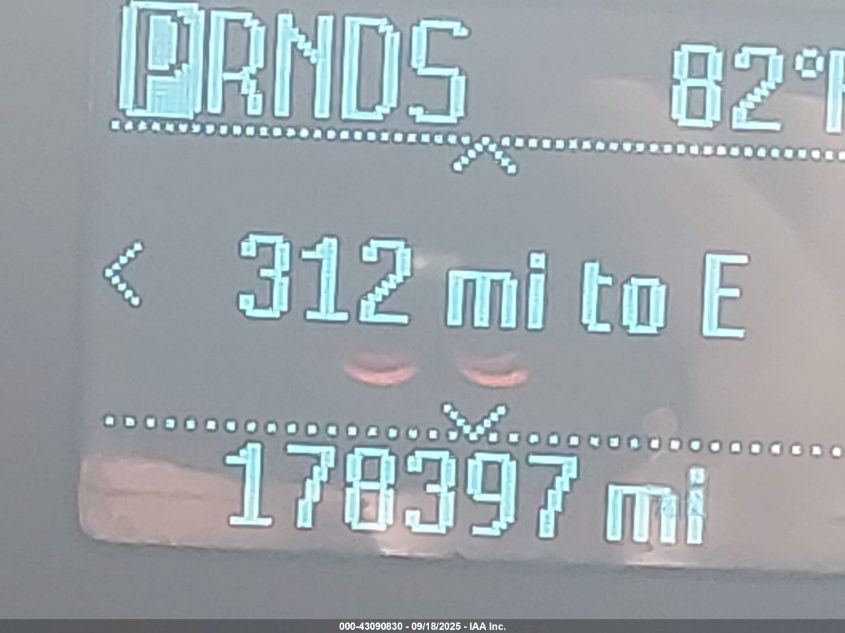 PRNDS 82°F
312 mi to E
178397 mi
000-43090830 - 09/18/2025 - IAA Inc.